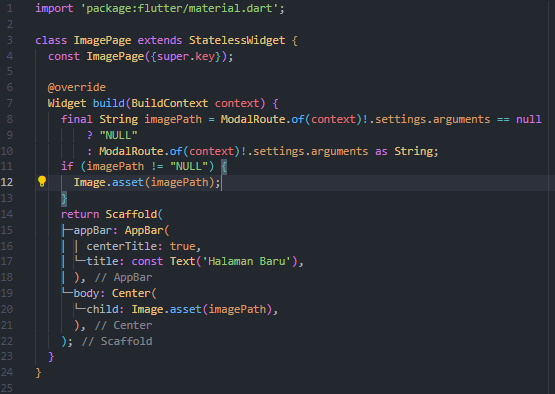 1 import 'package:flutter/material.dart';
2
3 class ImagePage extends StatelessWidget {
4   const ImagePage({super.key});
5
6   @override
7   Widget build(BuildContext context) {
8     final String imagePath = ModalRoute.of(context)!.settings.arguments == null
9         ? "NULL"
10         : ModalRoute.of(context)!.settings.arguments as String;
11     if (imagePath != "NULL") {
12       Image.asset(imagePath);
13     }
14     return Scaffold(
15       appBar: AppBar(
16         centerTitle: true,
17         title: const Text('Halaman Baru'),
18       ), // AppBar
19       body: Center(
20         child: Image.asset(imagePath),
21       ), // Center
22     ); // Scaffold
23   }
24 }
25